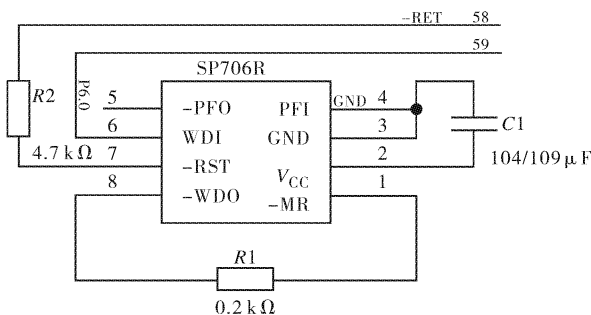 -RET 58
59
SP706R
R2
P6.0
5 -PFO PFI GND 4
6 WDI GND 3
C1
4.7 kΩ 7 -RST 2
104/109 μF
8 -WDO VCC 1
-MR
R1
0.2 kΩ